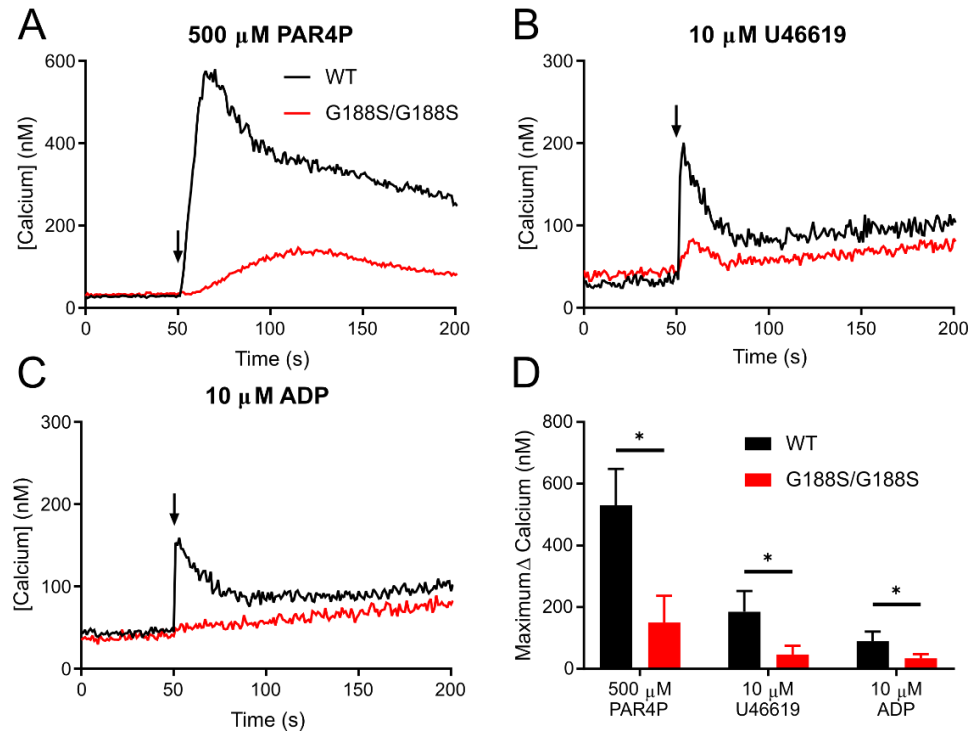 A
500 μM PAR4P
[Calcium] (nM)
600
400
200
0
WT
G188S/G188S
0
50
100
150
200
Time (s)
B
10 μM U46619
[Calcium] (nM)
300
200
100
0
0
50
100
150
200
Time (s)
C
10 μM ADP
[Calcium] (nM)
300
200
100
0
0
50
100
150
200
Time (s)
D
Maximum Δ Calcium (nM)
800
600
400
200
0
WT
G188S/G188S
*
*
*
500 μM
PAR4P
10 μM
U46619
10 μM
ADP